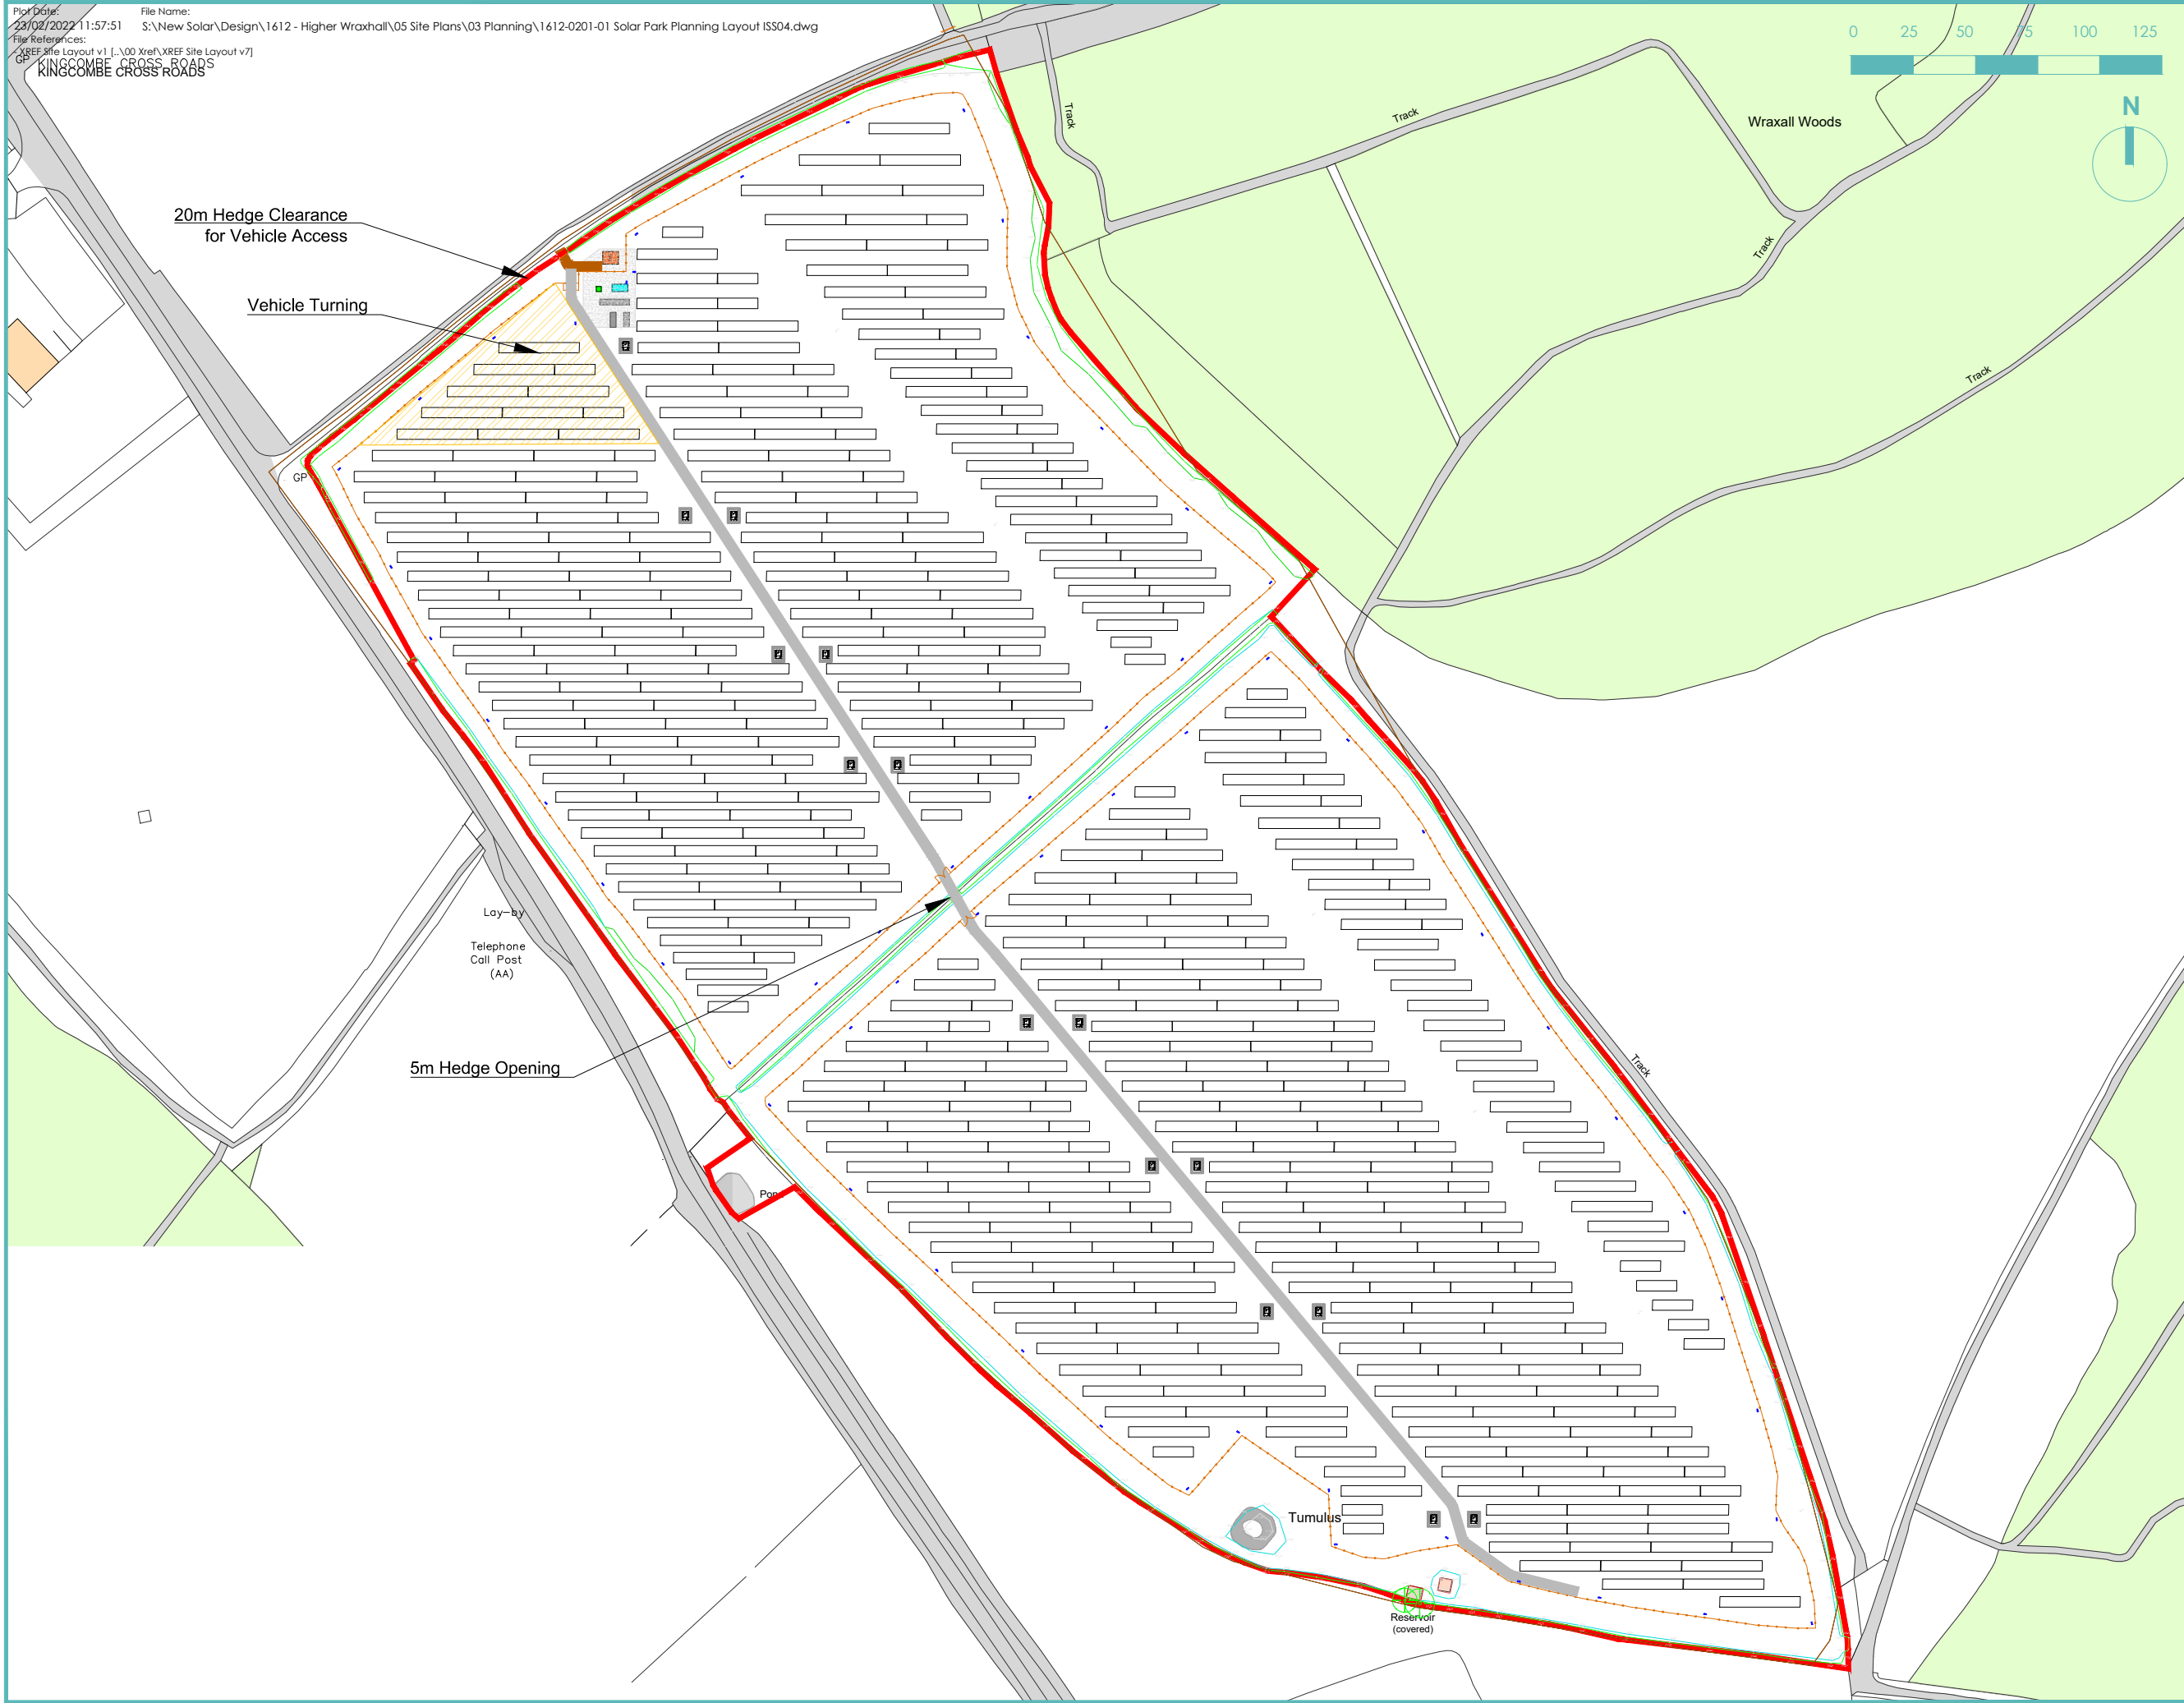 Plot Date:
File Name:
23/02/2022 11:57:51
S:\New Solar\Design\1612 - Higher Wraxhall\05 Site Plans\03 Planning\1612-0201-01 Solar Park Planning Layout ISS04.dwg
File References:
- XREF Site Layout v1 [..\00 Xref\XREF Site Layout v7]
GP
KINGCOMBE CROSS ROADS
KINGCOMBE CROSS ROADS
0 25 50 75 100 125
N
Wraxall Woods
Track
Track
Track
Track
20m Hedge Clearance
for Vehicle Access
Vehicle Turning
GP
Lay-by
Telephone
Call Post
(AA)
5m Hedge Opening
Track
Tumulus
Reservoir
(covered)